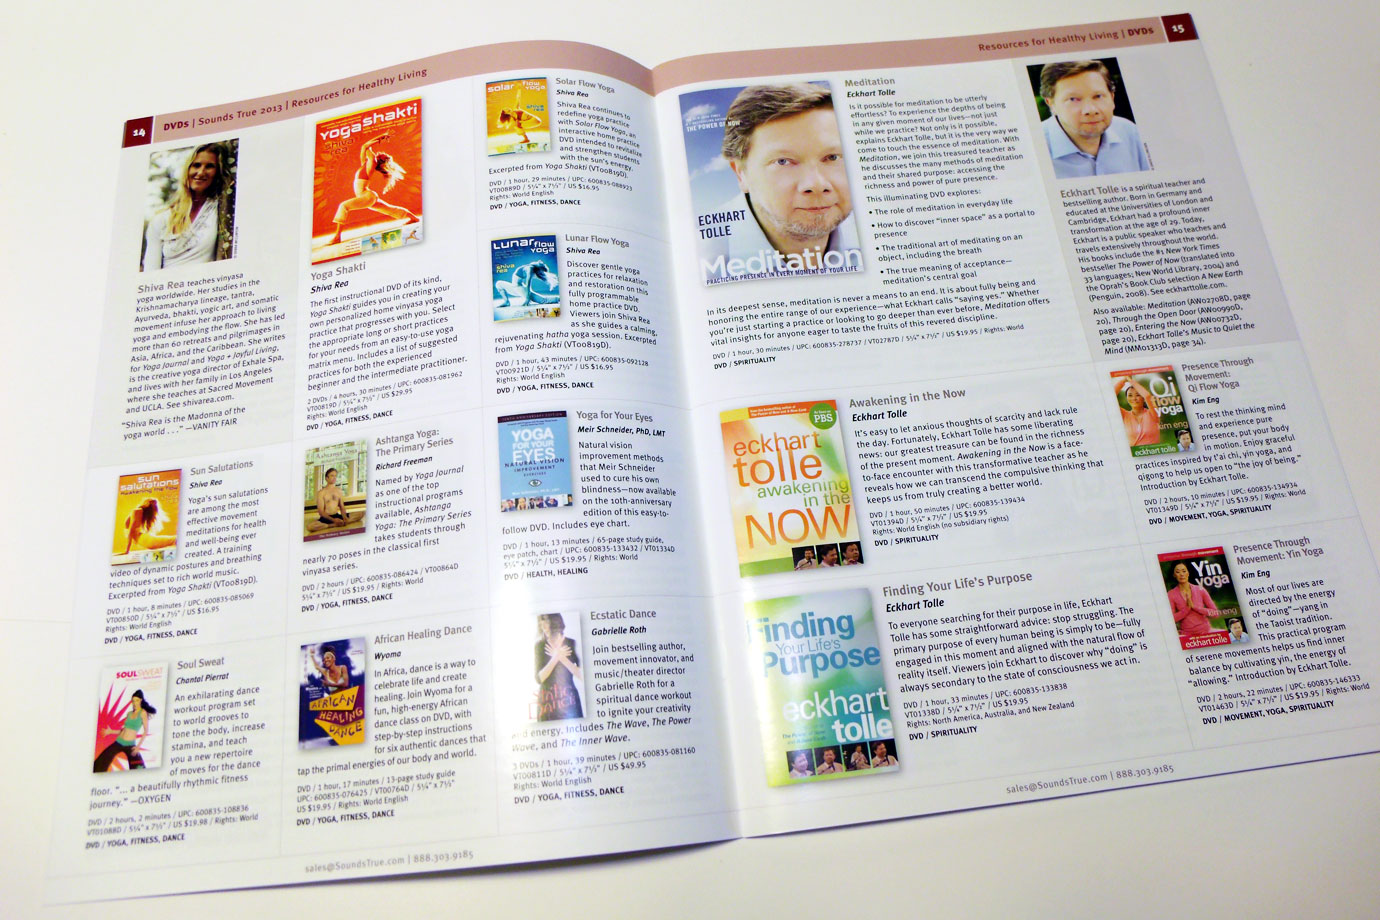 14 DVDs | Sounds True 2013 | Resources for Healthy Living
Shiva Rea teaches vinyasa
yoga worldwide. Her studies in the
Krishnamacharya lineage, tantra,
Ayurveda, bhakti, yogic art, and somatic
movement infuse her approach to living
yoga and embodying the flow. She has led
more than 60 retreats and pilgrimages in
Asia, Africa, and the Caribbean. She writes
for Yoga Journal and Yoga + Joyful Living,
is the creative yoga director of Exhale Spa,
and lives with her family in Los Angeles
where she teaches at Sacred Movement
and UCLA. See shivarea.com.
"Shiva Rea is the Madonna of the
yoga world . . ." —VANITY FAIR
yogashakti
shiva
rea
Yoga Shakti
Shiva Rea
The first instructional DVD of its kind,
Yoga Shakti guides you in creating your
own personalized home vinyasa yoga
practice that progresses with you. Select
the appropriate long or short practices
for your needs from an easy-to-use yoga
matrix menu. Includes a list of suggested
practices for both the experienced
beginner and the intermediate practitioner.
2 DVDs / 4 hours, 30 minutes / UPC: 600835-081962
VT00819D / 5¼" x 7½" / US $29.95
Rights: World English
DVD / YOGA, FITNESS, DANCE
solar flow
yoga
shiva
rea
Solar Flow Yoga
Shiva Rea
Shiva Rea continues to
redefine yoga practice
with Solar Flow Yoga, an
interactive home practice
DVD intended to revitalize
and strengthen students
with the sun's energy.
Excerpted from Yoga Shakti (VT00819D).
DVD / 1 hour, 29 minutes / UPC: 600835-088923
VT00889D / 5¼" x 7½" / US $16.95
Rights: World English
DVD / YOGA, FITNESS, DANCE
Lunar flow
yoga
shiva
rea
Lunar Flow Yoga
Shiva Rea
Discover gentle yoga
practices for relaxation
and restoration on this
fully programmable
home practice DVD.
Viewers join Shiva Rea
as she guides a calming,
rejuvenating hatha yoga session. Excerpted
from Yoga Shakti (VT00819D).
DVD / 1 hour, 43 minutes / UPC: 600835-092128
VT00921D / 5¼" x 7½" / US $16.95
Rights: World English
DVD / YOGA, FITNESS, DANCE
sun
salutations
Sun Salutations
Shiva Rea
Yoga's sun salutations
are among the most
effective movement
meditations for health
and well-being ever
created. A training
video of dynamic postures and breathing
techniques set to rich world music.
Excerpted from Yoga Shakti (VT00819D).
DVD / 1 hour, 8 minutes / UPC: 600835-085069
VT00850D / 5¼" x 7½" / US $16.95
Rights: World English
DVD / YOGA, FITNESS, DANCE
Ashtanga Yoga
Ashtanga Yoga:
The Primary Series
Richard Freeman
Named by Yoga Journal
as one of the top
instructional programs
available, Ashtanga
Yoga: The Primary Series
takes students through
nearly 70 poses in the classical first
vinyasa series.
DVD / 2 hours / UPC: 600835-086424 / VT00864D
5¼" x 7½" / US $19.95 / Rights: World
DVD / YOGA, FITNESS, DANCE
YOGA
FOR YOUR
EYES
NATURAL VISION
IMPROVEMENT
EXERCISES
Yoga for Your Eyes
Meir Schneider, PhD, LMT
Natural vision
improvement methods
that Meir Schneider
used to cure his own
blindness—now available
on the 10th-anniversary
edition of this easy-to-
follow DVD. Includes eye chart.
DVD / 1 hour, 13 minutes / 65-page study guide,
eye patch, chart / UPC: 600835-133432 / VT01334D
5¼" x 7½" / US $19.95 / Rights: World
DVD / HEALTH, HEALING
SOULSWEAT
Soul Sweat
Chantal Pierrat
An exhilarating dance
workout program set
to world grooves to
tone the body, increase
stamina, and teach
you a new repertoire
of moves for the dance
floor. "... a beautifully rhythmic fitness
journey." —OXYGEN
DVD / 2 hours, 2 minutes / UPC: 600835-108836
VT01088D / 5¼" x 7½" / US $19.98 / Rights: World
DVD / YOGA, FITNESS, DANCE
AFRICAN
HEALING
DANCE
African Healing Dance
Wyoma
In Africa, dance is a way to
celebrate life and create
healing. Join Wyoma for a
fun, high-energy African
dance class on DVD, with
step-by-step instructions
for six authentic dances that
tap the primal energies of our body and world.
DVD / 1 hour, 17 minutes / 13-page study guide
UPC: 600835-076425 / VT00764D / 5¼" x 7½"
US $19.95 / Rights: World English
DVD / YOGA, FITNESS, DANCE
Ecstatic Dance
Gabrielle Roth
Join bestselling author,
movement innovator, and
music/theater director
Gabrielle Roth for a
spiritual dance workout
to ignite your creativity
and energy. Includes The Wave, The Power
Wave, and The Inner Wave.
3 DVDs / 1 hour, 39 minutes / UPC: 600835-081160
VT00811D / 5¼" x 7½" / US $49.95
Rights: World English
DVD / YOGA, FITNESS, DANCE
sales@SoundsTrue.com | 888.303.9185
Resources for Healthy Living | DVDs 15
THE POWER OF NOW
ECKHART
TOLLE
Meditation
PRACTICING PRESENCE IN EVERY MOMENT OF YOUR LIFE
Meditation
Eckhart Tolle
Is it possible for meditation to be utterly
effortless? To experience the depths of being
in any given moment of our lives—not just
while we practice? Not only is it possible,
explains Eckhart Tolle, but it is the very way we
come to touch the essence of meditation. With
Meditation, we join this treasured teacher as
he discusses the many methods of meditation
and their shared purpose: accessing the
richness and power of pure presence.
This illuminating DVD explores:
• The role of meditation in everyday life
• How to discover "inner space" as a portal to
presence
• The traditional art of meditating on an
object, including the breath
• The true meaning of acceptance—
meditation's central goal
In its deepest sense, meditation is never a means to an end. It is about fully being and
honoring the entire range of our experience—what Eckhart calls "saying yes." Whether
you're just starting a practice or looking to go deeper than ever before, Meditation offers
vital insights for anyone eager to taste the fruits of this revered discipline.
DVD / 1 hour, 30 minutes / UPC: 600835-278737 / VT02787D / 5¼" x 7½" / US $19.95 / Rights: World
DVD / SPIRITUALITY
Eckhart Tolle is a spiritual teacher and
bestselling author. Born in Germany and
educated at the Universities of London and
Cambridge, Eckhart had a profound inner
transformation at the age of 29. Today,
Eckhart is a public speaker who teaches and
travels extensively throughout the world.
His books include the #1 New York Times
bestseller The Power of Now (translated into
33 languages; New World Library, 2004) and
the Oprah's Book Club selection A New Earth
(Penguin, 2008). See eckharttolle.com.
Also available: Meditation (AW02708D, page
20), Through the Open Door (AW00990D,
page 20), Entering the Now (AW00732D,
page 20), Eckhart Tolle's Music to Quiet the
Mind (MM01313D, page 34).
As Seen on
PBS
eckhart
tolle
awakening
in the
NOW
Awakening in the Now
Eckhart Tolle
It's easy to let anxious thoughts of scarcity and lack rule
the day. Fortunately, Eckhart Tolle has some liberating
news: our greatest treasure can be found in the richness
of the present moment. Awakening in the Now is a face-
to-face encounter with this transformative teacher as he
reveals how we can transcend the compulsive thinking that
keeps us from truly creating a better world.
DVD / 1 hour, 50 minutes / UPC: 600835-139434
VT01394D / 5¼" x 7½" / US $19.95
Rights: World English (no subsidiary rights)
DVD / SPIRITUALITY
Qi
flow
yoga
kim eng
eckhart tolle
Presence Through
Movement:
Qi Flow Yoga
Kim Eng
To rest the thinking mind
and experience pure
presence, put your body
in motion. Enjoy graceful
practices inspired by t'ai chi, yin yoga, and
qigong to help us open to "the joy of being."
Introduction by Eckhart Tolle.
DVD / 2 hours, 10 minutes / UPC: 600835-134934
VT01349D / 5¼" x 7½" / US $19.95 / Rights: World
DVD / MOVEMENT, YOGA, SPIRITUALITY
Finding
Your Life's
Purpose
eckhart
tolle
Finding Your Life's Purpose
Eckhart Tolle
To everyone searching for their purpose in life, Eckhart
Tolle has some straightforward advice: stop struggling. The
primary purpose of every human being is simply to be—fully
engaged in this moment and aligned with the natural flow of
reality itself. Viewers join Eckhart to discover why "doing" is
always secondary to the state of consciousness we act in.
DVD / 1 hour, 33 minutes / UPC: 600835-133838
VT01338D / 5¼" x 7½" / US $19.95
Rights: North America, Australia, and New Zealand
DVD / SPIRITUALITY
Yin
yoga
kim eng
eckhart tolle
Presence Through
Movement: Yin Yoga
Kim Eng
Most of our lives are
directed by the energy
of "doing"—yang in
the Taoist tradition.
This practical program
of serene movements helps us find inner
balance by cultivating yin, the energy of
"allowing." Introduction by Eckhart Tolle.
DVD / 2 hours, 22 minutes / UPC: 600835-146333
VT01463D / 5¼" x 7½" / US $19.95 / Rights: World
DVD / MOVEMENT, YOGA, SPIRITUALITY
sales@SoundsTrue.com | 888.303.9185